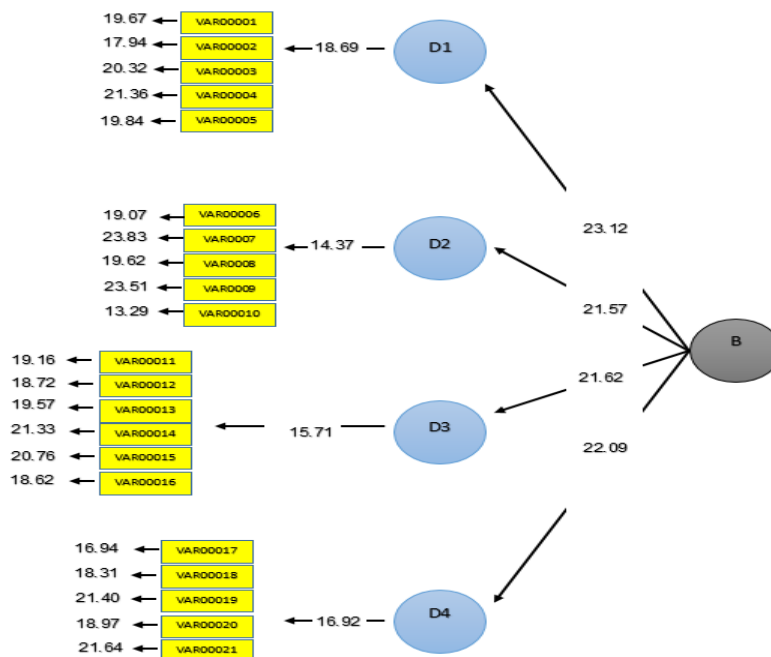 19.67 VAR00001
17.94 VAR00002 18.69 D1
20.32 VAR00003
21.36 VAR00004
19.84 VAR00005
23.12
19.07 VAR00006
23.83 VAR0007
19.62 VAR0008 14.37 D2
23.51 VAR0009
13.29 VAR00010
21.57
B
19.16 VAR00011
18.72 VAR00012
21.62
19.57 VAR00013
21.33 VAR00014 15.71 D3
20.76 VAR00015
18.62 VAR00016
22.09
16.94 VAR00017
18.31 VAR00018
21.40 VAR00019
18.97 VAR00020 16.92 D4
21.64 VAR00021